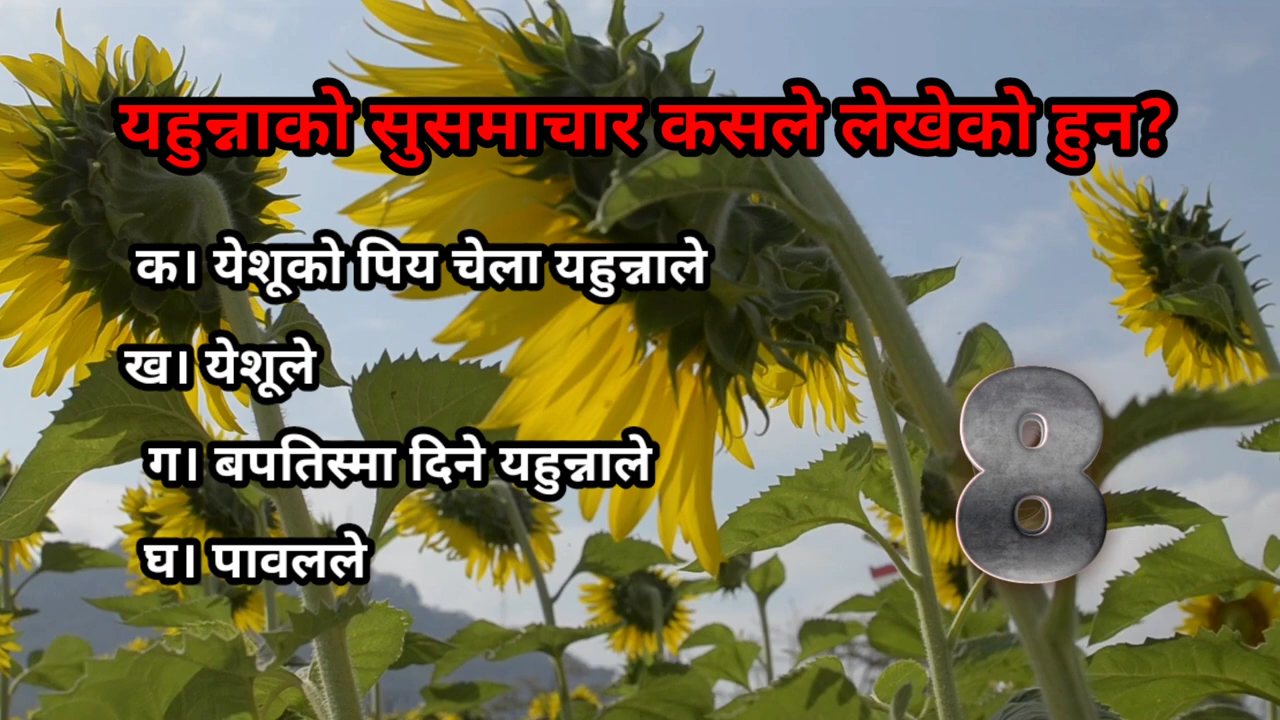 यहुन्नाको सुसमाचार कसले लेखेको हुन?
क। येशूको पिय चेला यहुन्नाले
ख। येशूले
ग। बपतिस्मा दिने यहुन्नाले
घ। पावलले
8